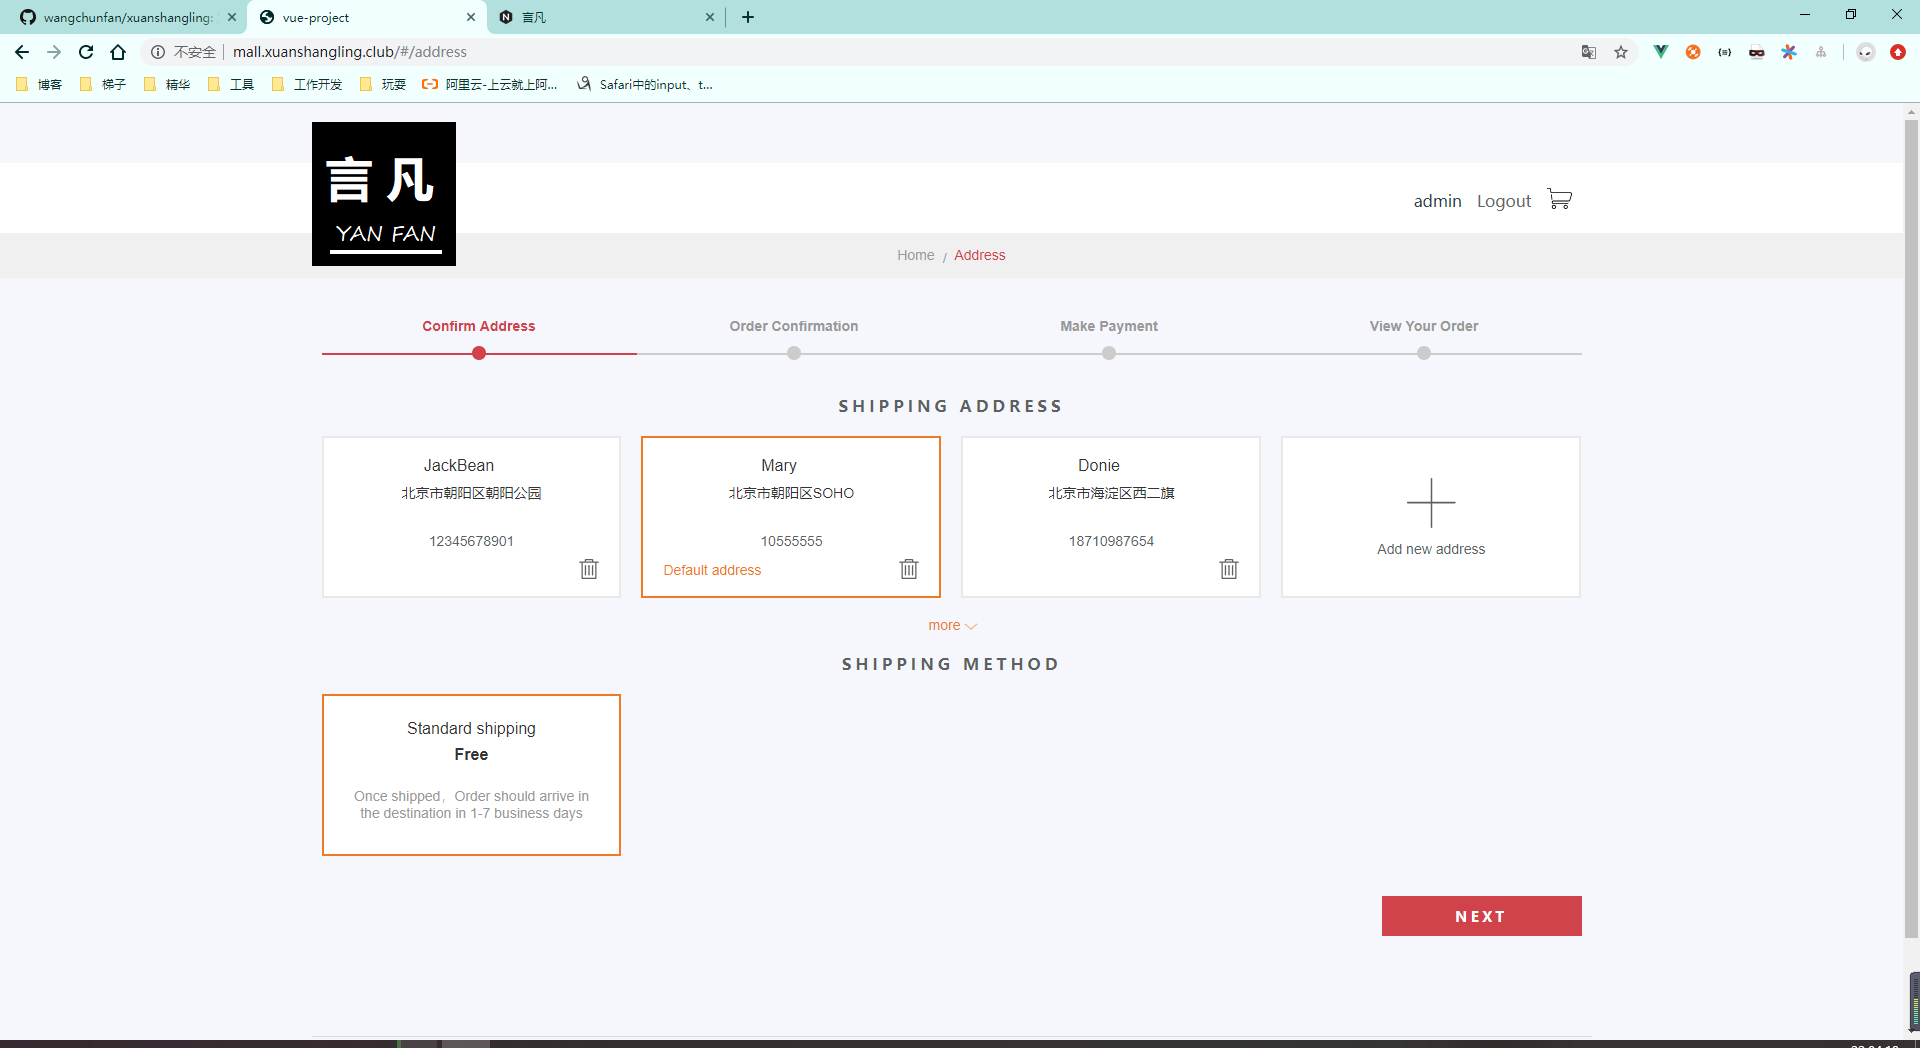 wangchunfan/xuanshangling:
vue-project
言凡
不安全
mall.xuanshangling.club/#/address
博客
梯子
精华
工具
工作开发
玩耍
阿里云-上云就上阿...
Safari中的input、t...
言凡
YAN FAN
admin
Logout
Home / Address
Confirm Address
Order Confirmation
Make Payment
View Your Order
SHIPPING ADDRESS
JackBean
北京市朝阳区朝阳公园
12345678901
Mary
北京市朝阳区SOHO
10555555
Default address
Donie
北京市海淀区西二旗
18710987654
Add new address
more
SHIPPING METHOD
Standard shipping
Free
Once shipped，Order should arrive in
the destination in 1-7 business days
NEXT